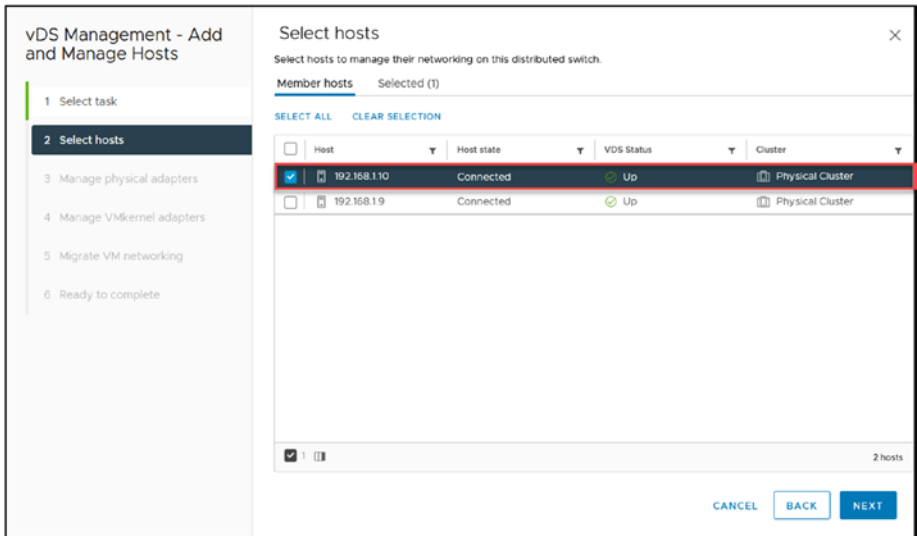 vDS Management - Add
and Manage Hosts
1 Select task
2 Select hosts
3 Manage physical adapters
4 Manage VMkernel adapters
5 Migrate VM networking
6 Ready to complete
Select hosts
Select hosts to manage their networking on this distributed switch.
Member hosts Selected (1)
SELECT ALL CLEAR SELECTION
Host Host state VDS Status Cluster
192.168.1.10 Connected Up Physical Cluster
192.168.1.9 Connected Up Physical Cluster
1 2 hosts
CANCEL BACK NEXT